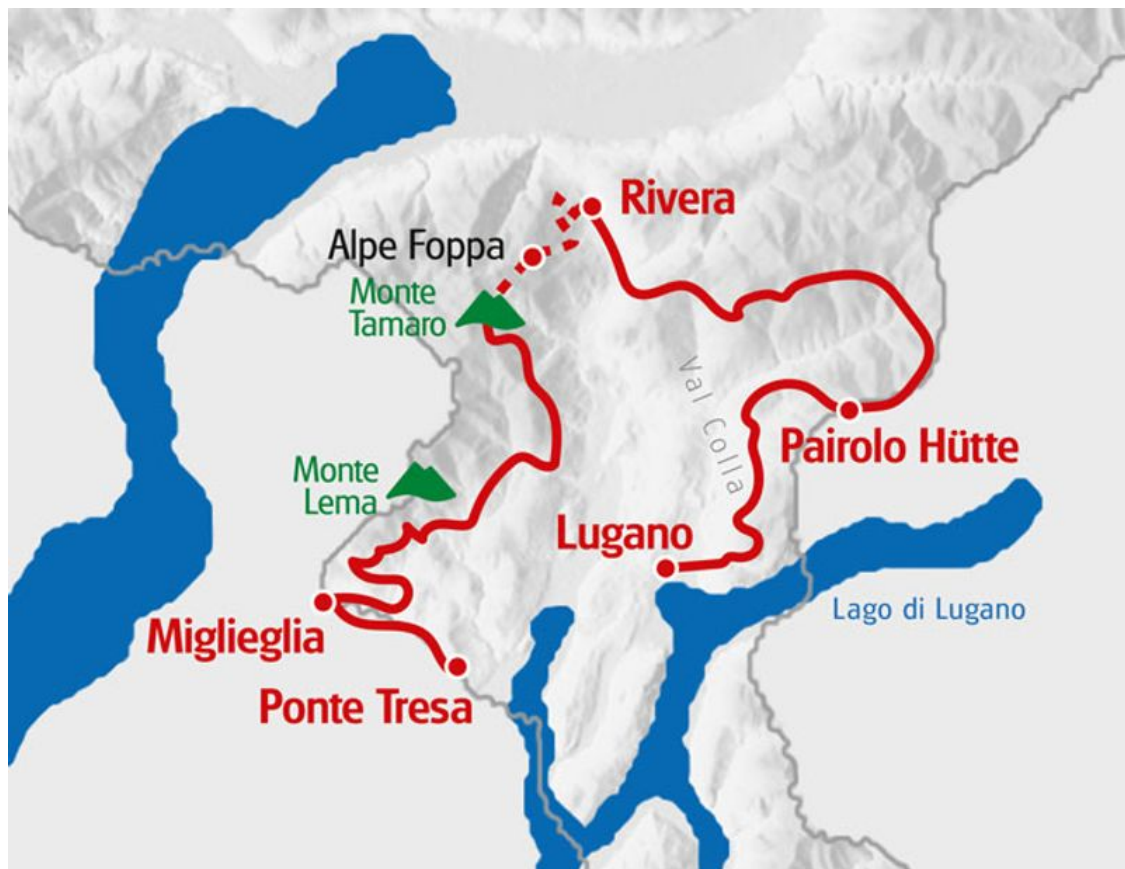 Rivera
Alpe Foppa
Monte
Tamaro
Val Colla
Pairolo Hütte
Monte
Lema
Lugano
Lago di Lugano
Miglieglia
Ponte Tresa